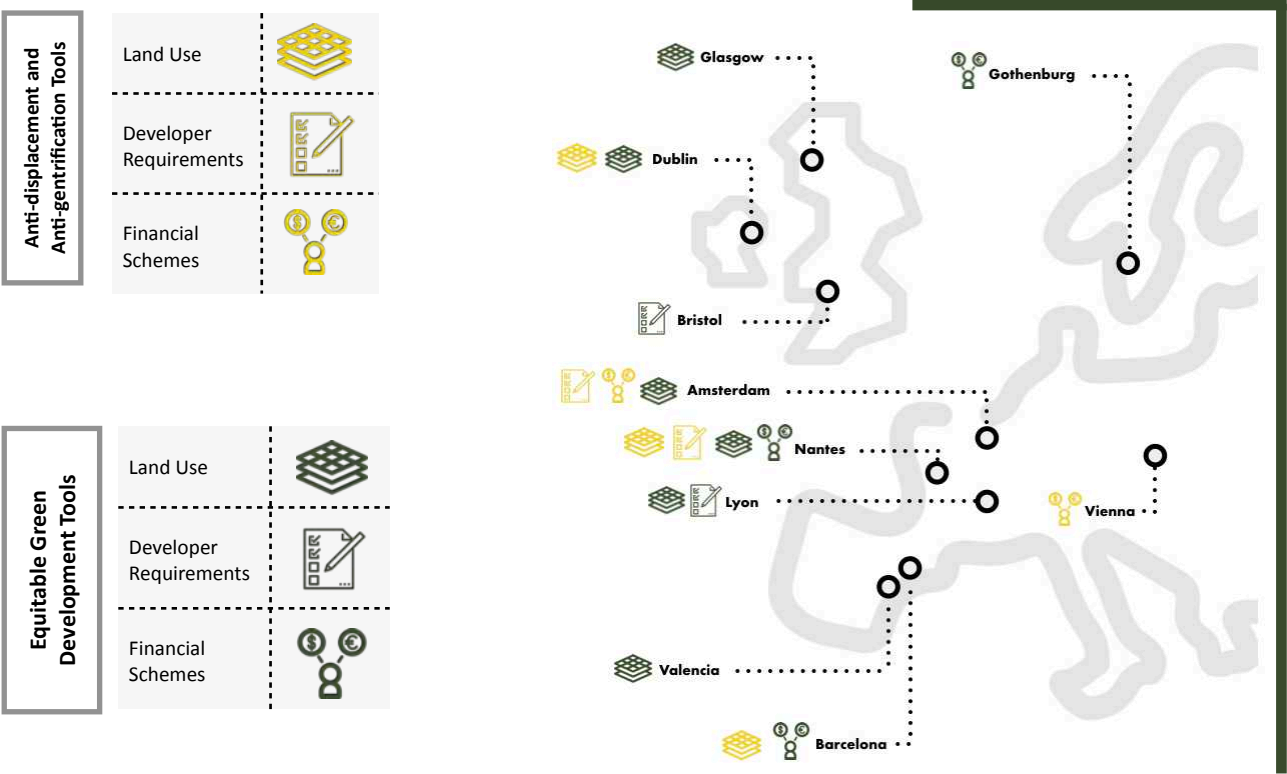 Anti-displacement and
Anti-gentrification Tools
Land Use
Developer
Requirements
Financial
Schemes
Equitable Green
Development Tools
Land Use
Developer
Requirements
Financial
Schemes
Glasgow
Gothenburg
Dublin
Bristol
Amsterdam
Nantes
Lyon
Vienna
Valencia
Barcelona